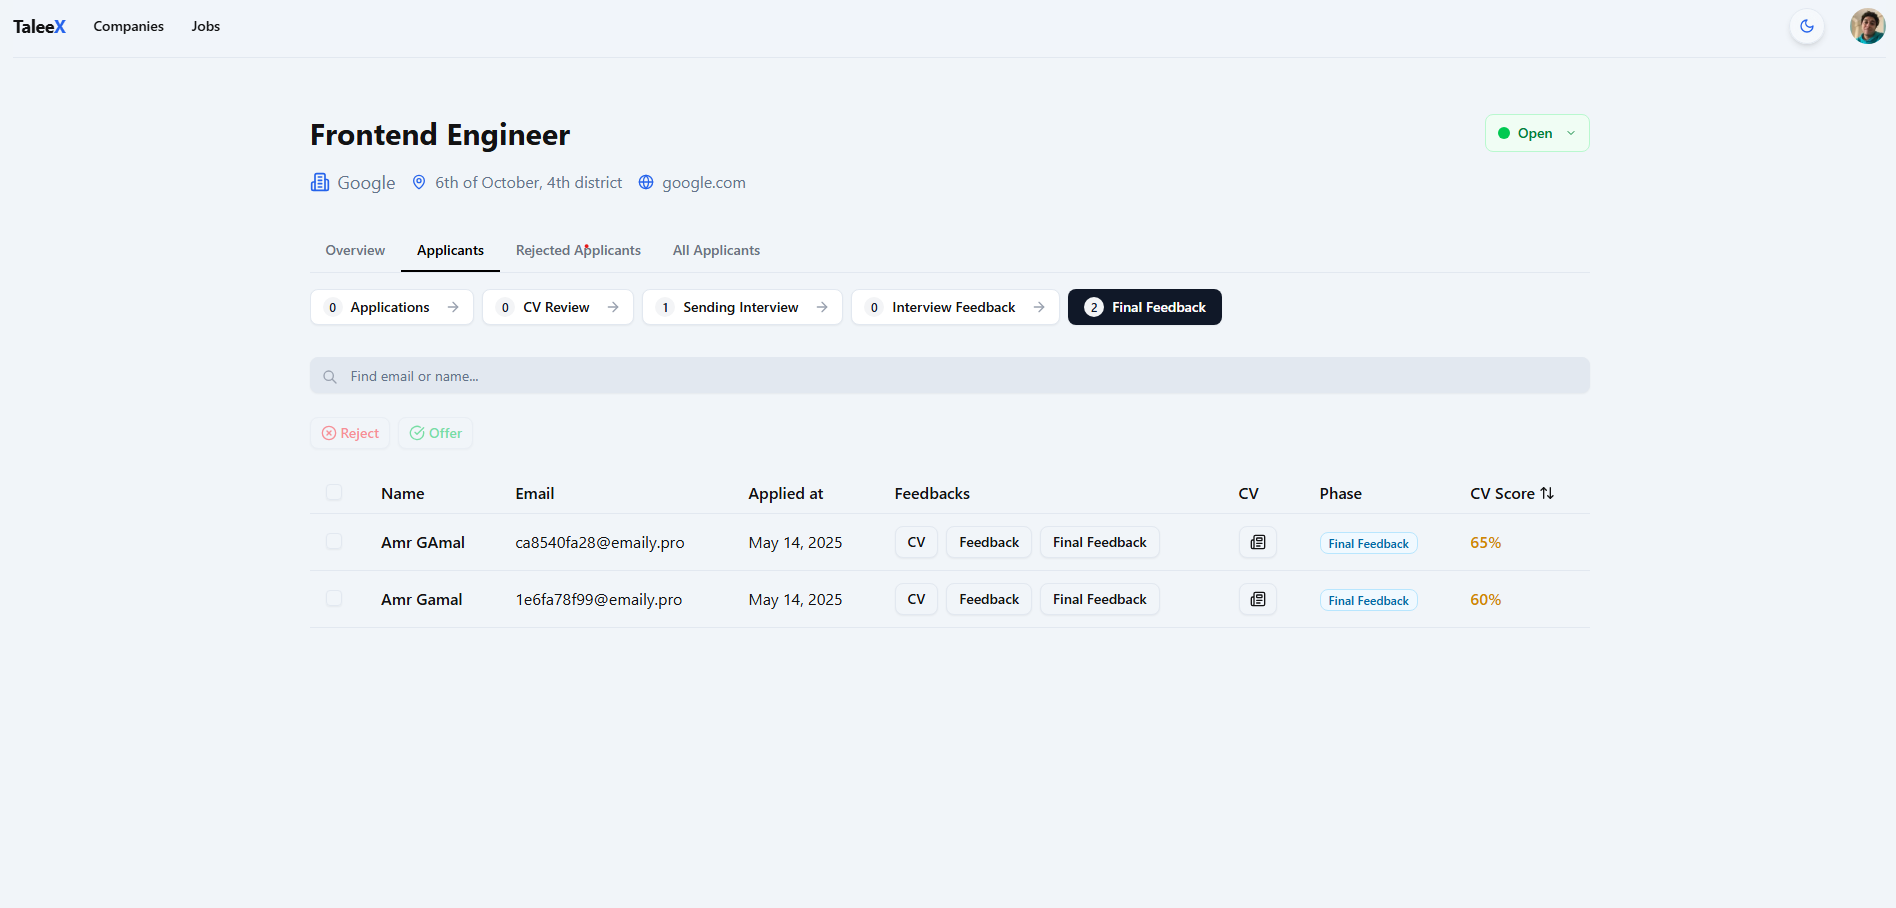 TaleeX Companies Jobs
Frontend Engineer
Open
Google 6th of October, 4th district google.com
Overview Applicants Rejected Applicants All Applicants
0 Applications 0 CV Review 1 Sending Interview 0 Interview Feedback 2 Final Feedback
Find email or name...
Reject Offer
Name Email Applied at Feedbacks CV Phase CV Score
Amr GAmal ca8540fa28@emaily.pro May 14, 2025 CV Feedback Final Feedback Final Feedback 65%
Amr Gamal 1e6fa78f99@emaily.pro May 14, 2025 CV Feedback Final Feedback Final Feedback 60%